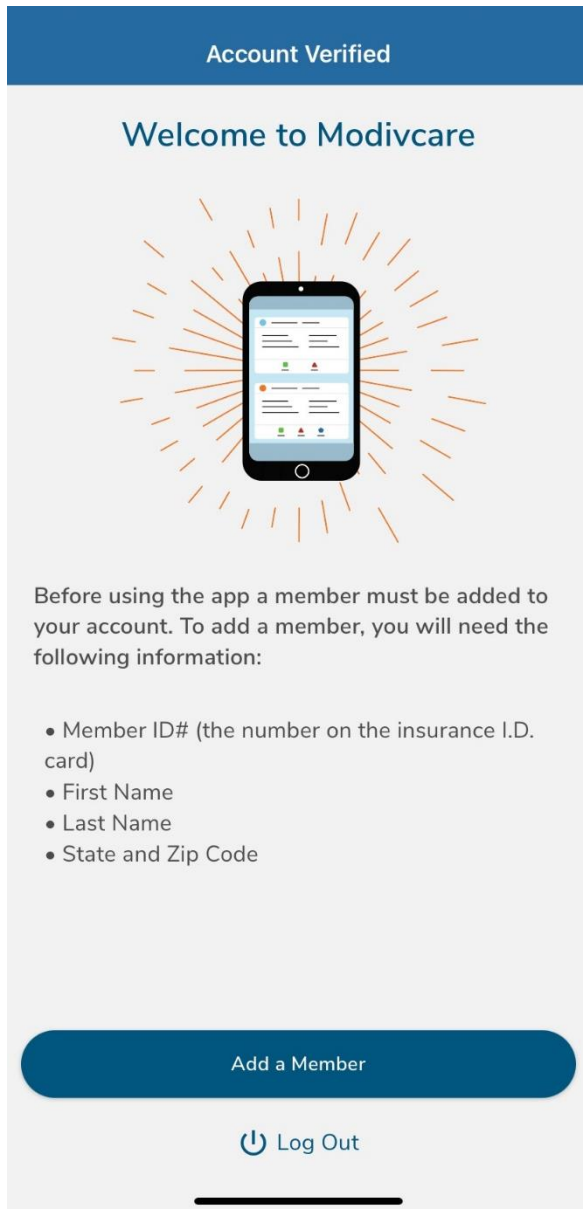 Account Verified
Welcome to Modivcare
Before using the app a member must be added to
your account. To add a member, you will need the
following information:
• Member ID# (the number on the insurance I.D.
card)
• First Name
• Last Name
• State and Zip Code
Add a Member
Log Out